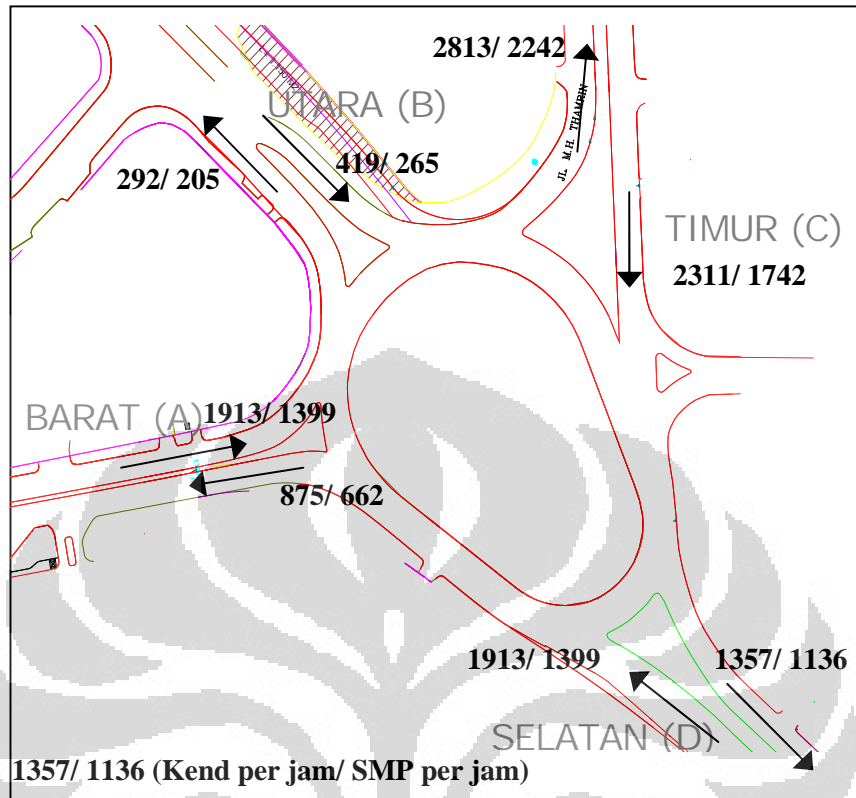 2813/ 2242
UTARA (B)
JL M.H. THAMRIN
419/ 265
292/ 205
TIMUR (C)
2311/ 1742
BARAT (A)
1913/ 1399
875/ 662
1913/ 1399
1357/ 1136
SELATAN (D)
1357/ 1136 (Kend per jam/ SMP per jam)